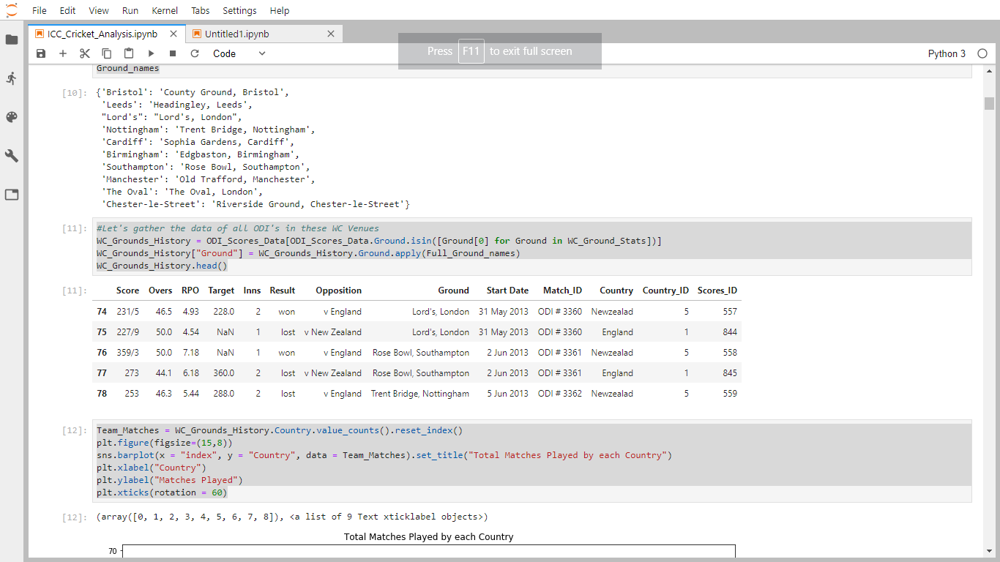 File Edit View Run Kernel Tabs Settings Help
ICC_Cricket_Analysis.ipynb Untitled1.ipynb
Code Python 3
Press F11 to exit full screen
Ground_names
[10]: {'Bristol': 'County Ground, Bristol',
'Leeds': 'Headingley, Leeds',
"Lord's": "Lord's, London",
'Nottingham': 'Trent Bridge, Nottingham',
'Cardiff': 'Sophia Gardens, Cardiff',
'Birmingham': 'Edgbaston, Birmingham',
'Southampton': 'Rose Bowl, Southampton',
'Manchester': 'Old Trafford, Manchester',
'The Oval': 'The Oval, London',
'Chester-le-Street': 'Riverside Ground, Chester-le-Street'}
[11]: #Let's gather the data of all ODI's in these WC Venues
WC_Grounds_History = ODI_Scores_Data[ODI_Scores_Data.Ground.isin([Ground[0] for Ground in WC_Ground_Stats])]
WC_Grounds_History["Ground"] = WC_Grounds_History.Ground.apply(Full_Ground_names)
WC_Grounds_History.head()
[11]: Score Overs RPO Target Inns Result Opposition Ground Start Date Match_ID Country Country_ID Scores_ID
74 231/5 46.5 4.93 228.0 2 won v England Lord's, London 31 May 2013 ODI # 3360 Newzealad 5 557
75 227/9 50.0 4.54 NaN 1 lost v New Zealand Lord's, London 31 May 2013 ODI # 3360 England 1 844
76 359/3 50.0 7.18 NaN 1 won v England Rose Bowl, Southampton 2 Jun 2013 ODI # 3361 Newzealad 5 558
77 273 44.1 6.18 360.0 2 lost v New Zealand Rose Bowl, Southampton 2 Jun 2013 ODI # 3361 England 1 845
78 253 46.3 5.44 288.0 2 lost v England Trent Bridge, Nottingham 5 Jun 2013 ODI # 3362 Newzealad 5 559
[12]: Team_Matches = WC_Grounds_History.Country.value_counts().reset_index()
plt.figure(figsize=(15,8))
sns.barplot(x = "index", y = "Country", data = Team_Matches).set_title("Total Matches Played by each Country")
plt.xlabel("Country")
plt.ylabel("Matches Played")
plt.xticks(rotation = 60)
[12]: (array([0, 1, 2, 3, 4, 5, 6, 7, 8]), <a list of 9 Text xticklabel objects>)
Total Matches Played by each Country
70